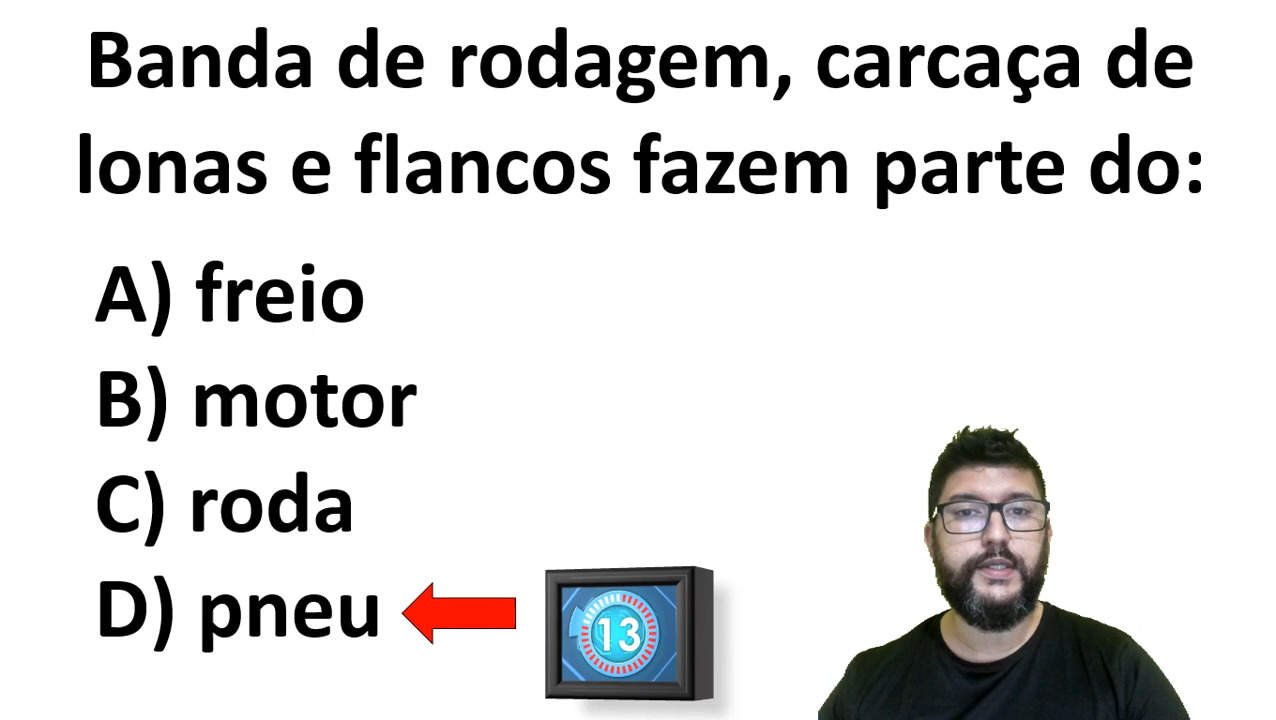 Banda de rodagem, carcaça de
lonas e flancos fazem parte do:
A) freio
B) motor
C) roda
D) pneu
13